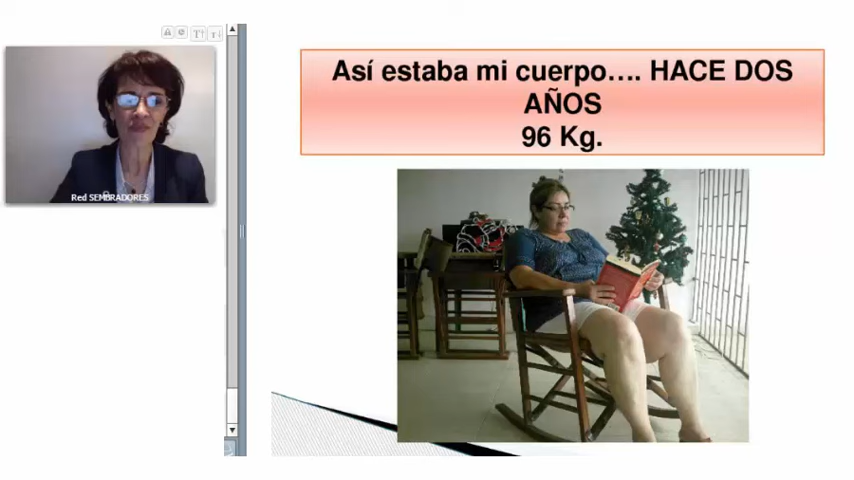 Red SEMBRADORES
Así estaba mi cuerpo.... HACE DOS
AÑOS
96 Kg.